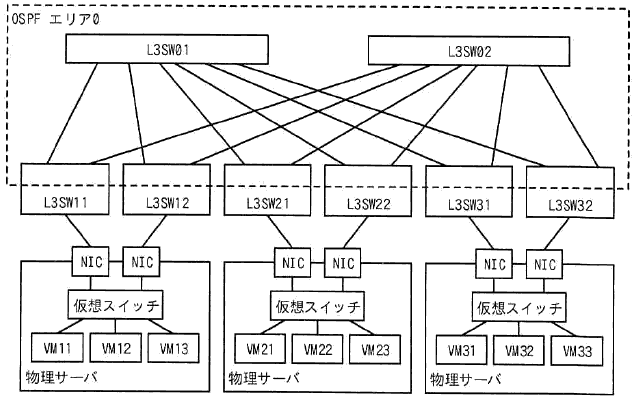 OSPF エリア0
L3SW01
L3SW02
L3SW11
L3SW12
L3SW21
L3SW22
L3SW31
L3SW32
NIC
NIC
NIC
NIC
NIC
NIC
仮想スイッチ
仮想スイッチ
仮想スイッチ
VM11
VM12
VM13
VM21
VM22
VM23
VM31
VM32
VM33
物理サーバ
物理サーバ
物理サーバ